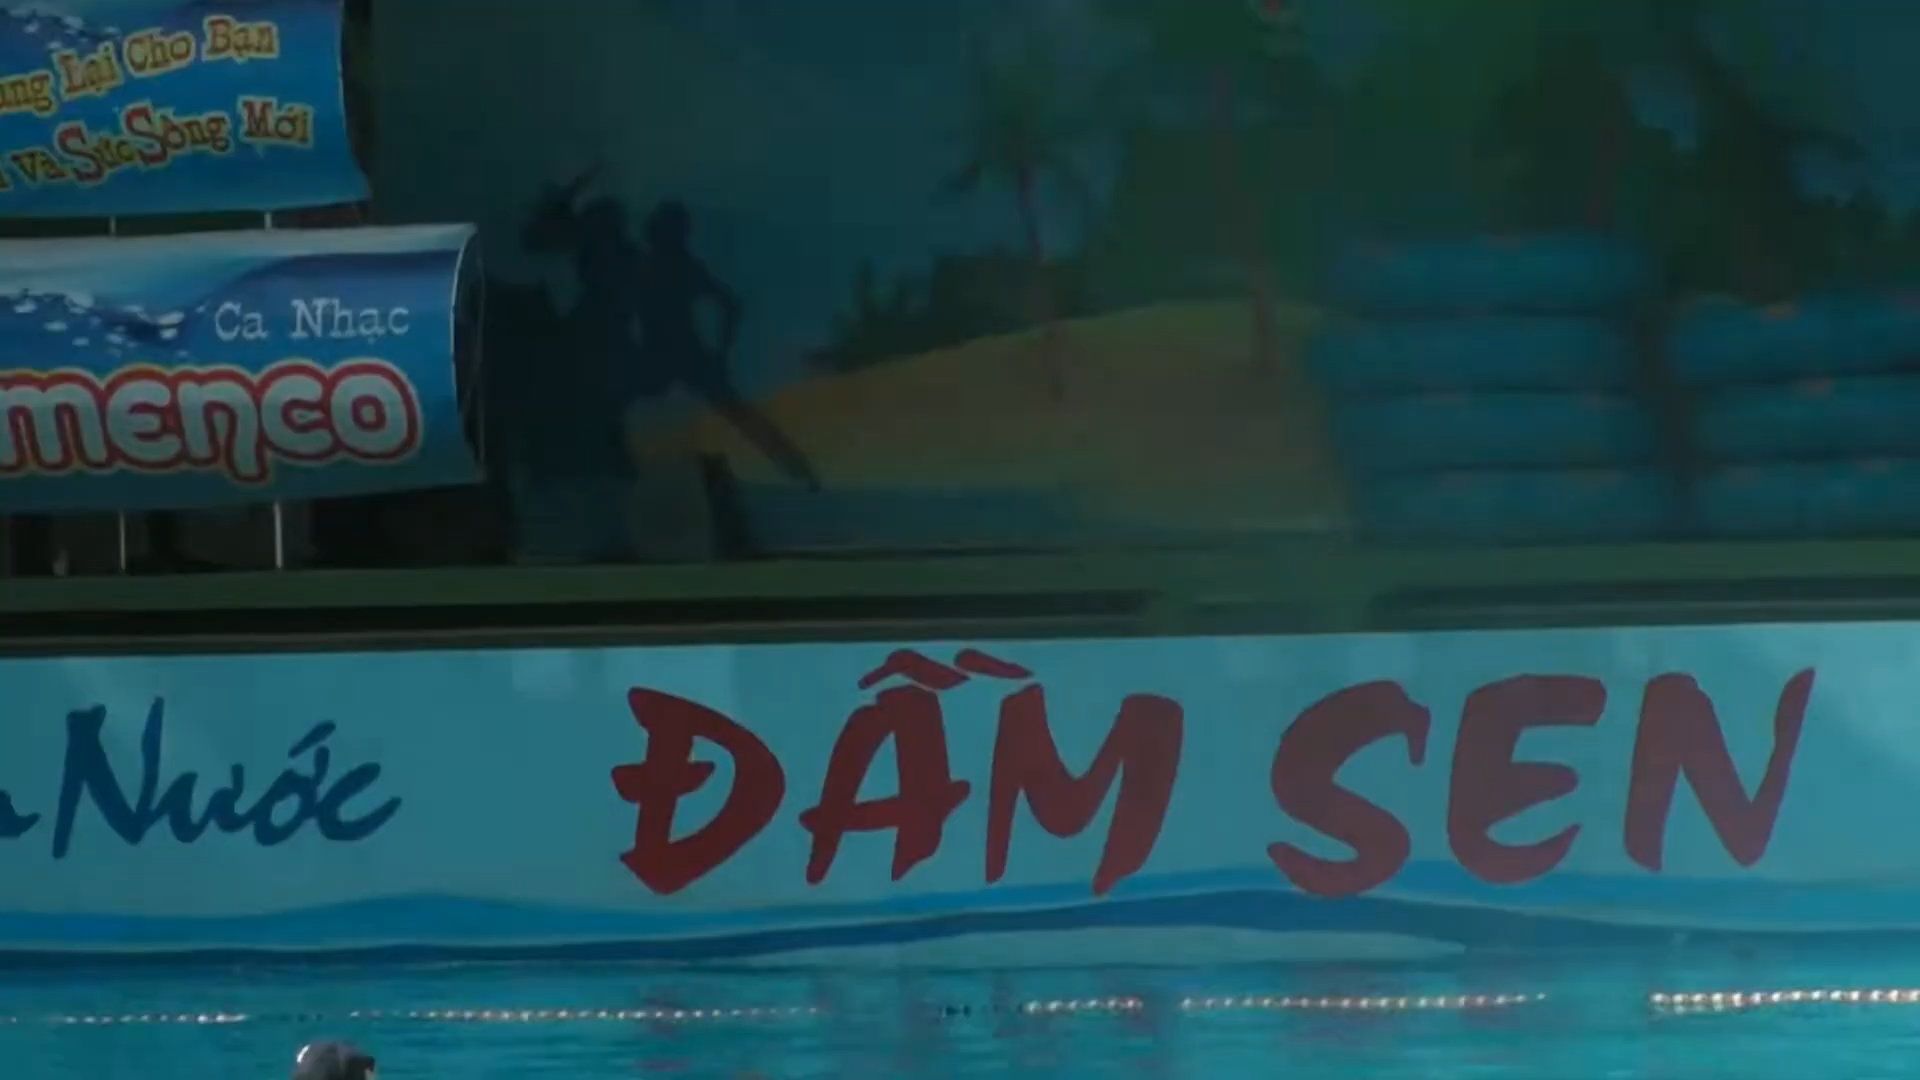 Lại Cho Bạn
Và Sức Sống Mới
Ca Nhạc
menco
Nước ĐẦM SEN